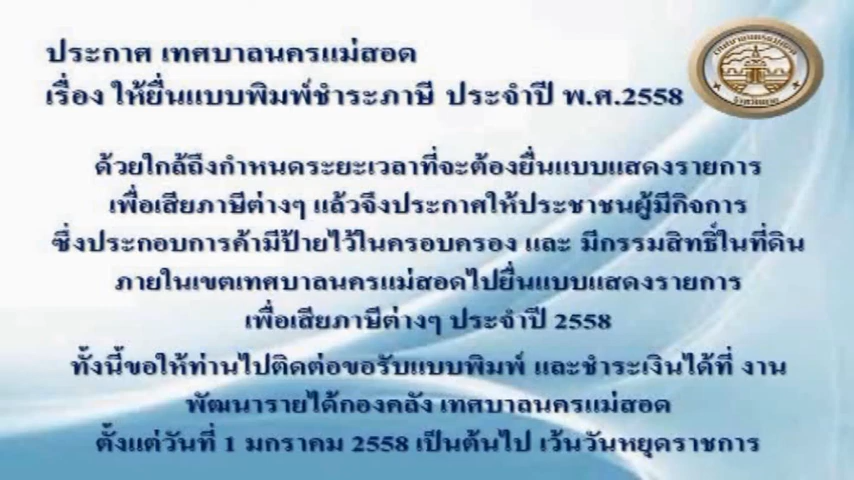 ประกาศ เทศบาลนครแม่สอด
เรื่อง ให้ยื่นแบบพิมพ์ชำระภาษี ประจำปี พ.ศ.2558
ด้วยใกล้ถึงกำหนดระยะเวลาที่จะต้องยื่นแบบแสดงรายการ
เพื่อเสียภาษีต่างๆ แล้วจึงประกาศให้ประชาชนผู้มีกิจการ
ซึ่งประกอบการค้ามีป้ายไว้ในครอบครอง และ มีกรรมสิทธิ์ในที่ดิน
ภายในเขตเทศบาลนครแม่สอดไปยื่นแบบแสดงรายการ
เพื่อเสียภาษีต่างๆ ประจำปี 2558
ทั้งนี้ขอให้ท่านไปติดต่อขอรับแบบพิมพ์ และชำระเงินได้ที่ งาน
พัฒนารายได้กองคลัง เทศบาลนครแม่สอด
ตั้งแต่วันที่ 1 มกราคม 2558 เป็นต้นไป เว้นวันหยุดราชการ